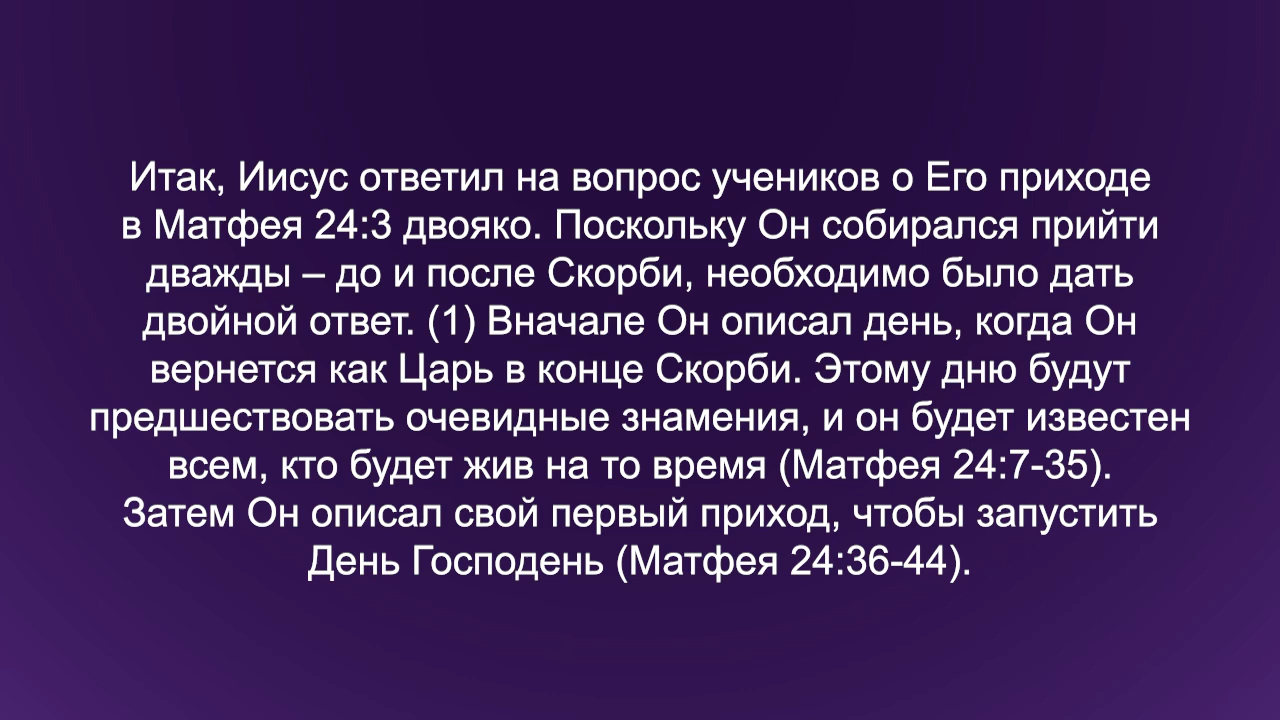 Итак, Иисус ответил на вопрос учеников о Его приходе
в Матфея 24:3 двояко. Поскольку Он собирался прийти
дважды – до и после Скорби, необходимо было дать
двойной ответ. (1) Вначале Он описал день, когда Он
вернется как Царь в конце Скорби. Этому дню будут
предшествовать очевидные знамения, и он будет известен
всем, кто будет жив на то время (Матфея 24:7-35).
Затем Он описал свой первый приход, чтобы запустить
День Господень (Матфея 24:36-44).